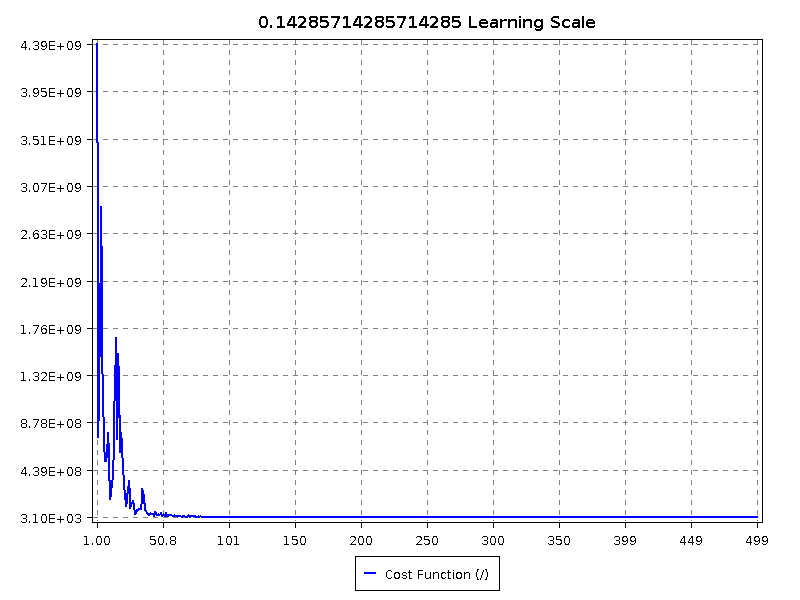 0.14285714285714285 Learning Scale
4.39E+09
3.95E+09
3.51E+09
3.07E+09
2.63E+09
2.19E+09
1.76E+09
1.32E+09
8.78E+08
4.39E+08
3.10E+03
1.00 50.8 101 150 200 250 300 350 399 449 499
Cost Function (/)